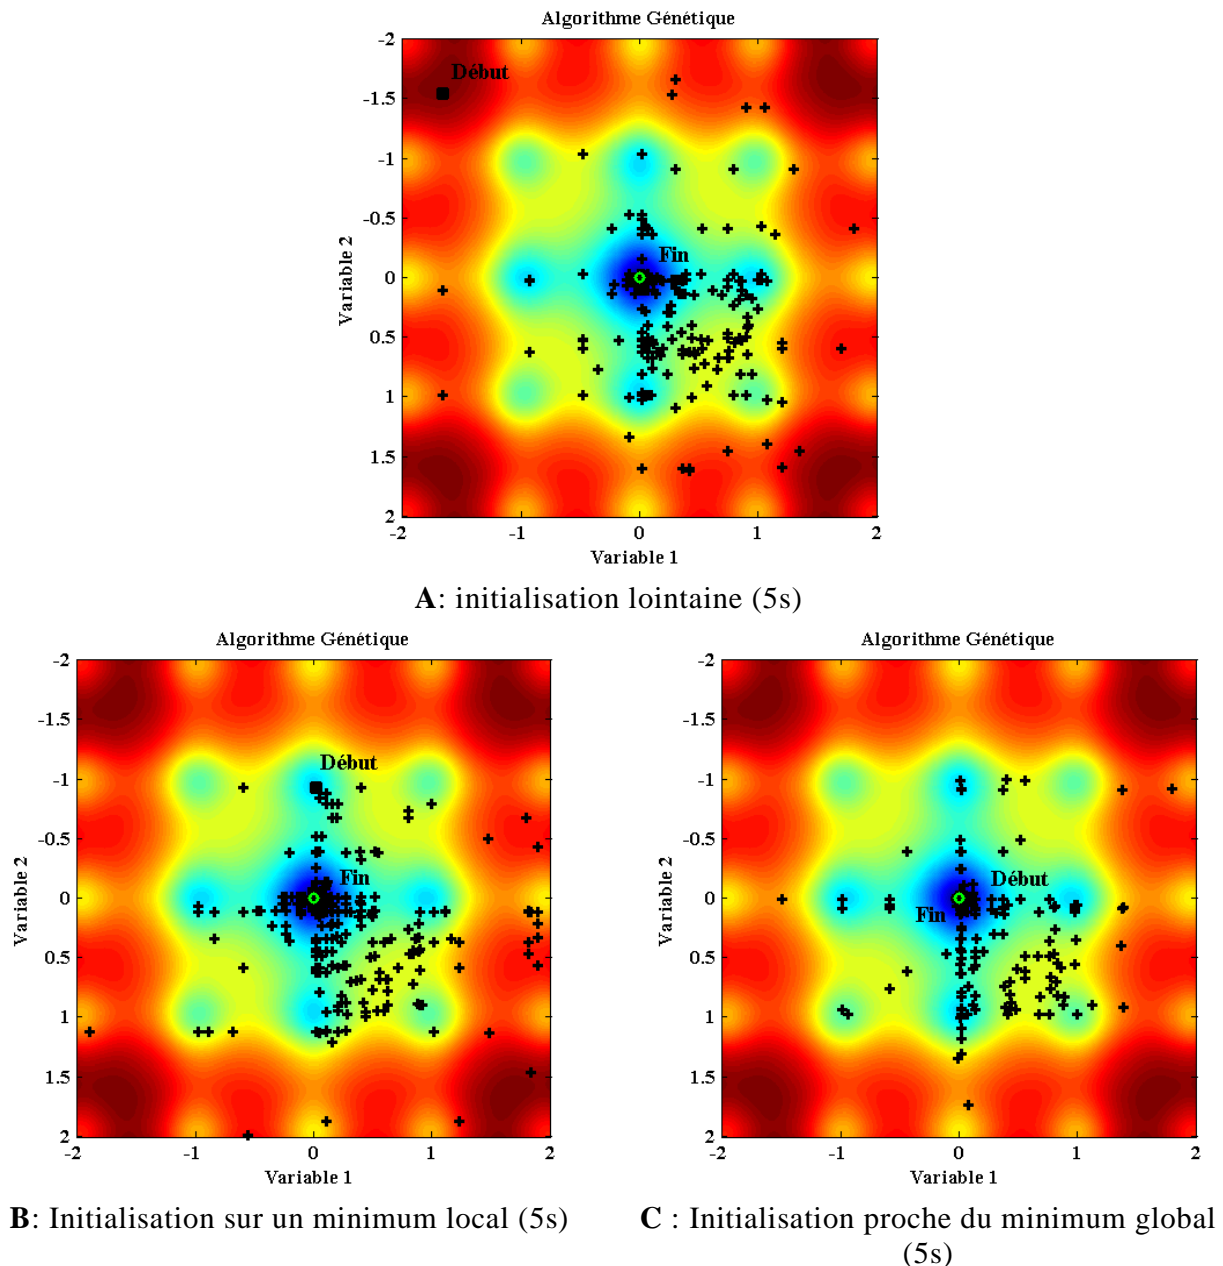 Algorithme Génétique
-2
-1.5
-1
-0.5
0
0.5
1
1.5
2
Variable 2
Début
Fin
-2 -1 0 1 2
Variable 1
A: initialisation lointaine (5s)
Algorithme Génétique
-2
-1.5
-1
-0.5
0
0.5
1
1.5
2
Variable 2
Début
Fin
-2 -1 0 1 2
Variable 1
B: Initialisation sur un minimum local (5s)
Algorithme Génétique
-2
-1.5
-1
-0.5
0
0.5
1
1.5
2
Variable 2
Début
Fin
-2 -1 0 1 2
Variable 1
C : Initialisation proche du minimum global
(5s)